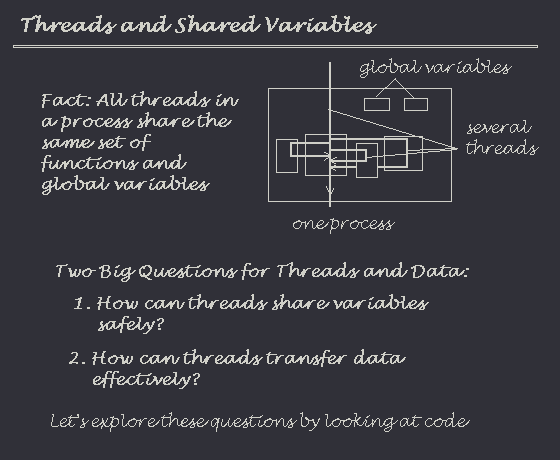 Threads and Shared Variables
global variables
Fact: All threads in
a process share the
same set of
functions and
global variables
several
threads
one process
Two Big Questions for Threads and Data:
1. How can threads share variables
safely?
2. How can threads transfer data
effectively?
Let's explore these questions by looking at code